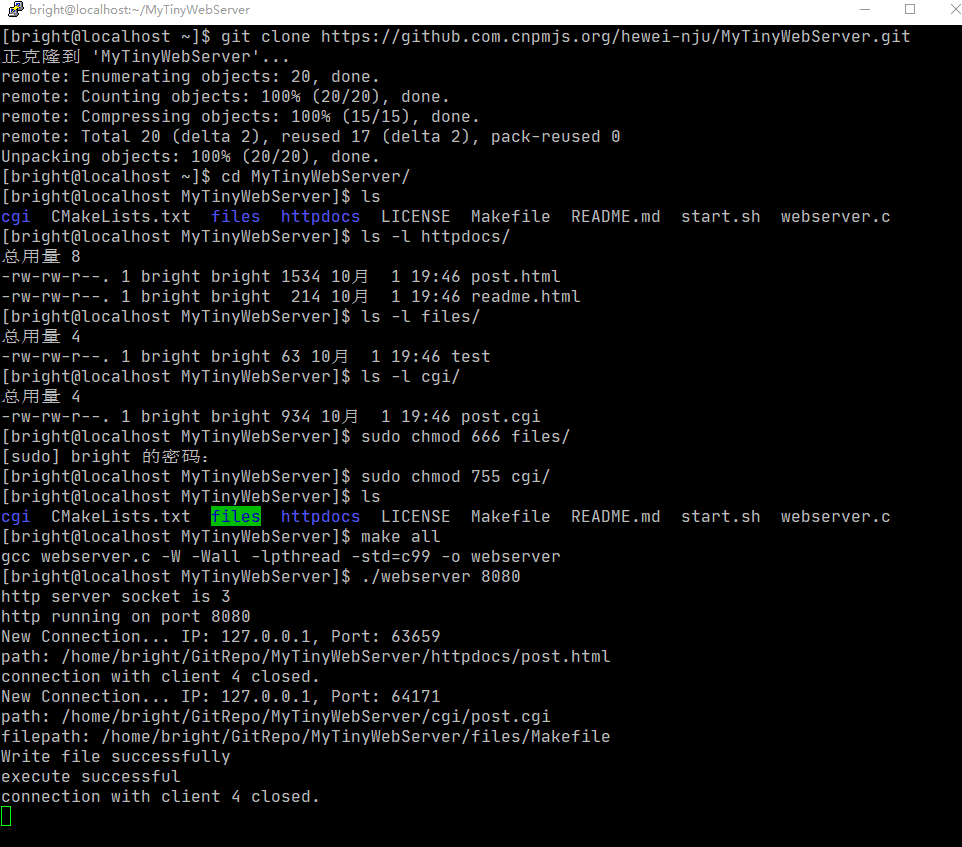 bright@localhost:~/MyTinyWebServer
[bright@localhost ~]$ git clone https://github.com.cnpmjs.org/hewei-nju/MyTinyWebServer.git
正克隆到 'MyTinyWebServer'...
remote: Enumerating objects: 20, done.
remote: Counting objects: 100% (20/20), done.
remote: Compressing objects: 100% (15/15), done.
remote: Total 20 (delta 2), reused 17 (delta 2), pack-reused 0
Unpacking objects: 100% (20/20), done.
[bright@localhost ~]$ cd MyTinyWebServer/
[bright@localhost MyTinyWebServer]$ ls
cgi  CMakeLists.txt  files  httpdocs  LICENSE  Makefile  README.md  start.sh  webserver.c
[bright@localhost MyTinyWebServer]$ ls -l httpdocs/
总用量 8
-rw-rw-r--. 1 bright bright 1534 10月  1 19:46 post.html
-rw-rw-r--. 1 bright bright  214 10月  1 19:46 readme.html
[bright@localhost MyTinyWebServer]$ ls -l files/
总用量 4
-rw-rw-r--. 1 bright bright 63 10月  1 19:46 test
[bright@localhost MyTinyWebServer]$ ls -l cgi/
总用量 4
-rw-rw-r--. 1 bright bright 934 10月  1 19:46 post.cgi
[bright@localhost MyTinyWebServer]$ sudo chmod 666 files/
[sudo] bright 的密码:
[bright@localhost MyTinyWebServer]$ sudo chmod 755 cgi/
[bright@localhost MyTinyWebServer]$ ls
cgi  CMakeLists.txt  files  httpdocs  LICENSE  Makefile  README.md  start.sh  webserver.c
[bright@localhost MyTinyWebServer]$ make all
gcc webserver.c -W -Wall -lpthread -std=c99 -o webserver
[bright@localhost MyTinyWebServer]$ ./webserver 8080
http server socket is 3
http running on port 8080
New Connection... IP: 127.0.0.1, Port: 63659
path: /home/bright/GitRepo/MyTinyWebServer/httpdocs/post.html
connection with client 4 closed.
New Connection... IP: 127.0.0.1, Port: 64171
path: /home/bright/GitRepo/MyTinyWebServer/cgi/post.cgi
filepath: /home/bright/GitRepo/MyTinyWebServer/files/Makefile
Write file successfully
execute successful
connection with client 4 closed.